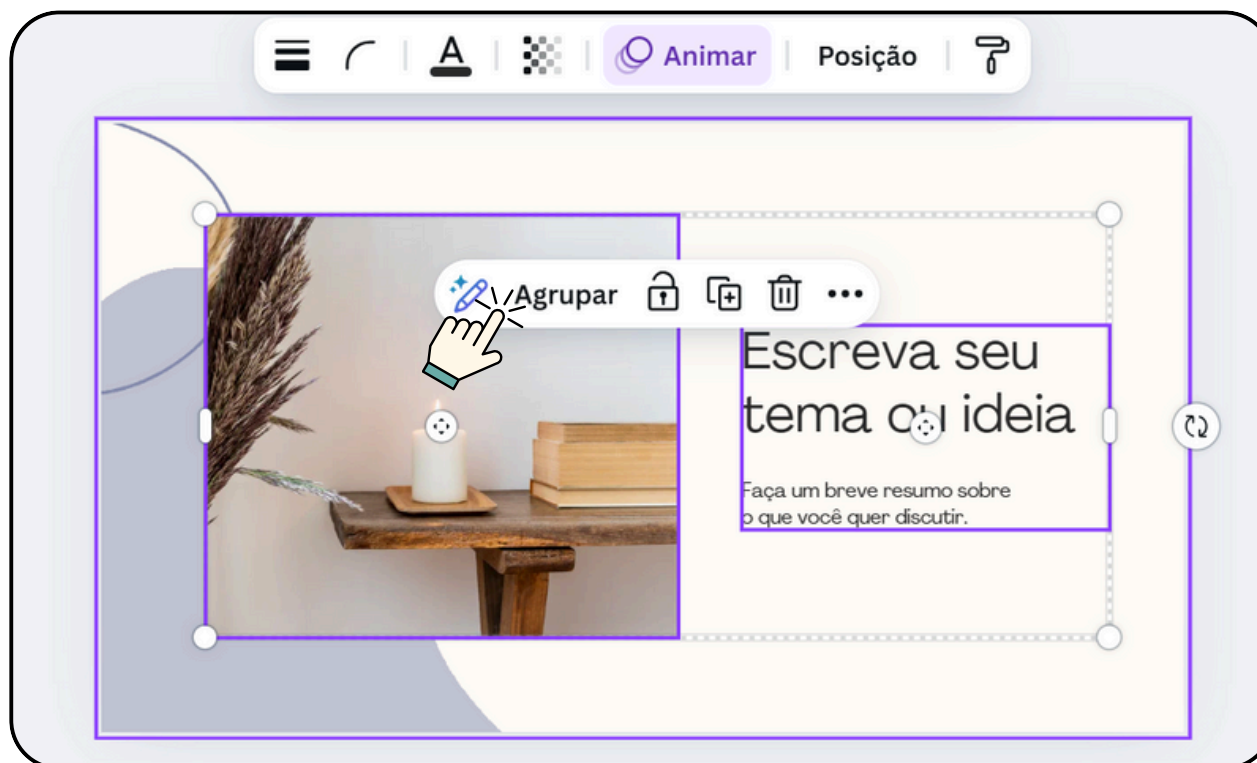 A Animar Posição
Agrupar
Escreva seu
tema ou ideia
Faça um breve resumo sobre
o que você quer discutir.